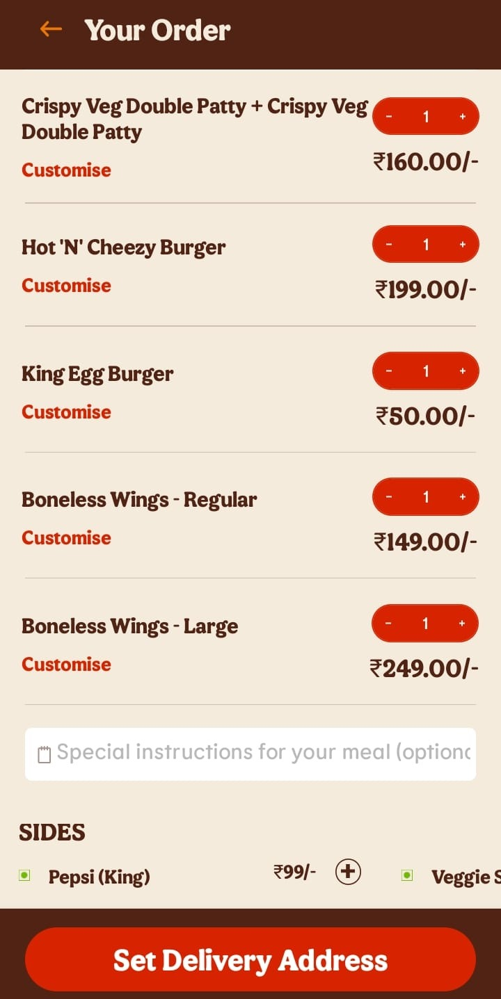 Your Order
Crispy Veg Double Patty + Crispy Veg
Double Patty
- 1 +
₹160.00/-
Customise
Hot 'N' Cheezy Burger
- 1 +
₹199.00/-
Customise
King Egg Burger
- 1 +
₹50.00/-
Customise
Boneless Wings - Regular
- 1 +
₹149.00/-
Customise
Boneless Wings - Large
- 1 +
₹249.00/-
Customise
Special instructions for your meal (optiona
SIDES
Pepsi (King) ₹99/- + Veggie S
Set Delivery Address